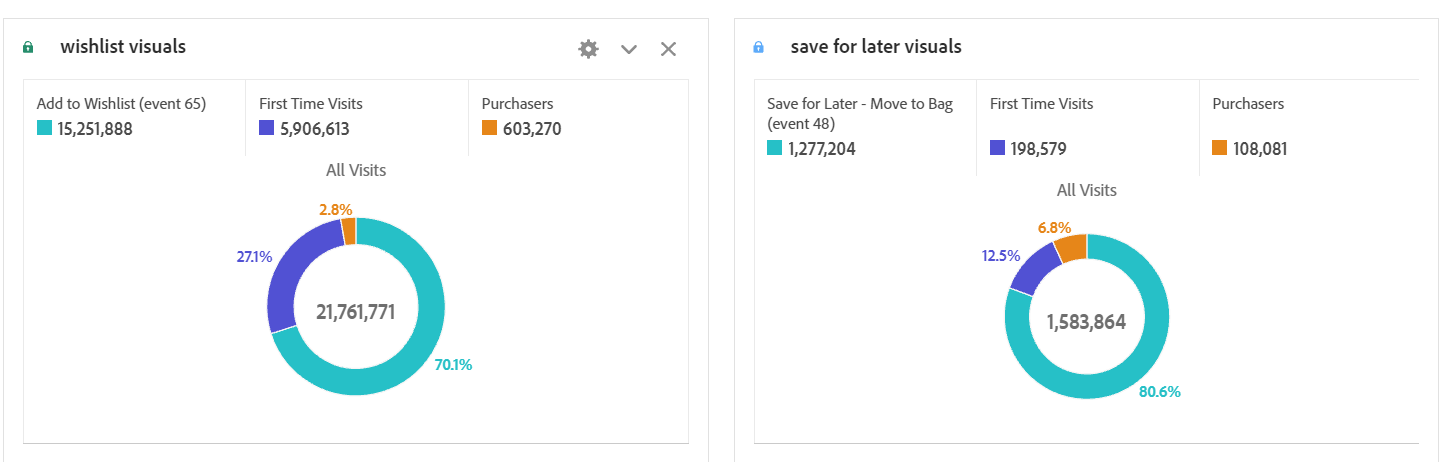 wishlist visuals
Add to Wishlist (event 65)
15,251,888
First Time Visits
5,906,613
Purchasers
603,270
All Visits
2.8%
27.1%
21,761,771
70.1%
save for later visuals
Save for Later - Move to Bag
(event 48)
1,277,204
First Time Visits
198,579
Purchasers
108,081
All Visits
6.8%
12.5%
1,583,864
80.6%